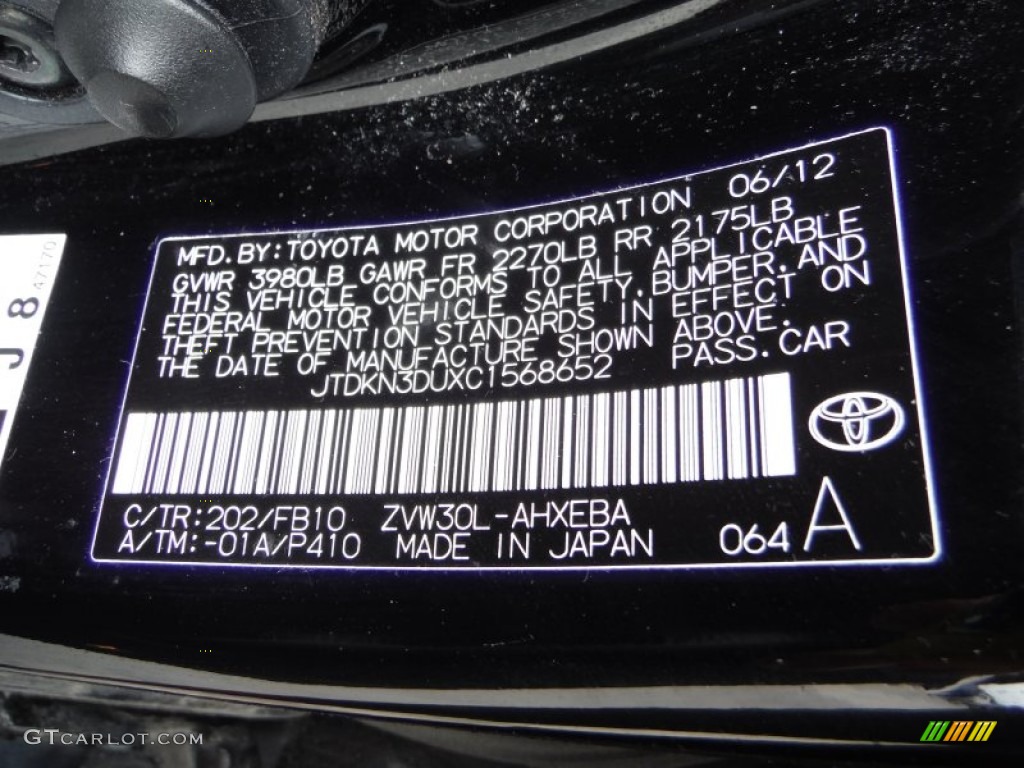 MFD. BY: TOYOTA MOTOR CORPORATION 06/12
GVWR 3980LB GAWR FR 2270LB RR 2175LB
THIS VEHICLE CONFORMS TO ALL APPLICABLE
FEDERAL MOTOR VEHICLE SAFETY, BUMPER, AND
THEFT PREVENTION STANDARDS IN EFFECT ON
THE DATE OF MANUFACTURE SHOWN ABOVE.
JTDKN3DUXC1568652 PASS. CAR
C/TR: 202/FB10 ZVW30L-AHXEBA
A/TM: -01A/P410 MADE IN JAPAN 064 A
J 8 47170
GTCARLOT.COM